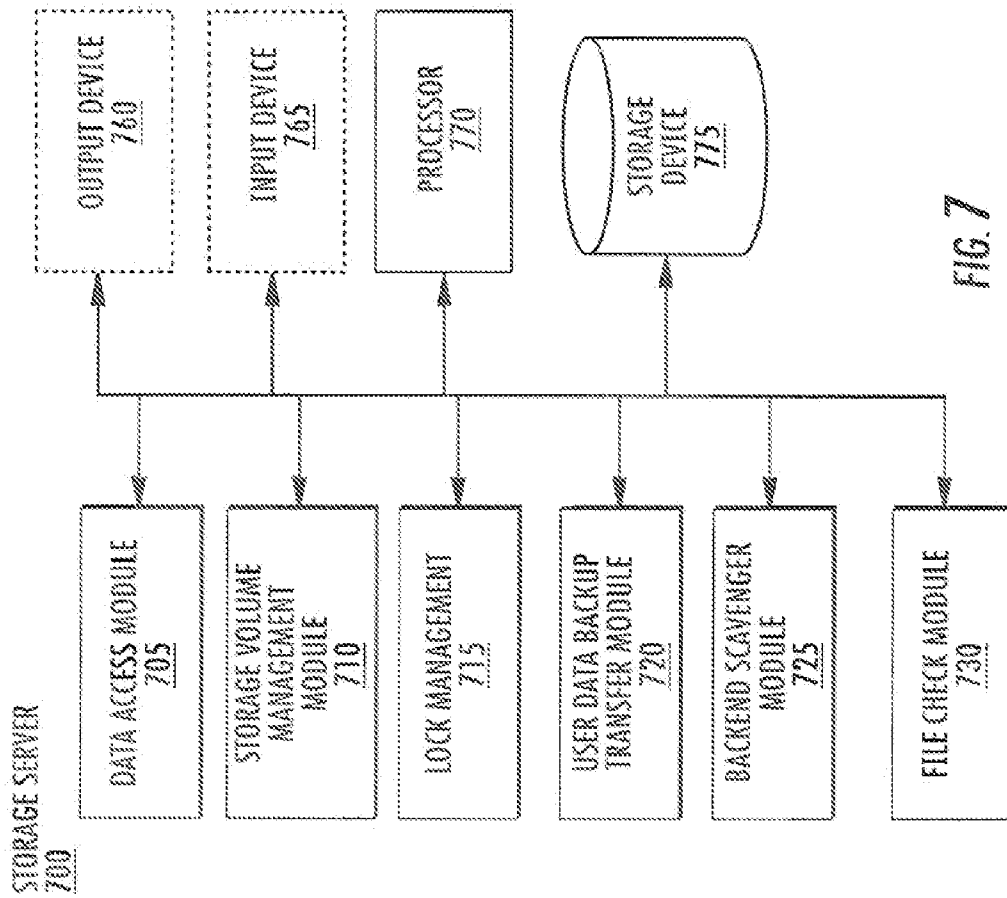 STORAGE SERVER
700
DATA ACCESS MODULE
705
STORAGE VOLUME
MANAGEMENT
MODULE
710
LOCK MANAGEMENT
715
USER DATA BACKUP
TRANSFER MODULE
720
BACKEND SCAVENGER
MODULE
725
FILE CHECK MODULE
730
OUTPUT DEVICE
760
INPUT DEVICE
765
PROCESSOR
770
STORAGE
DEVICE
775
FIG. 7